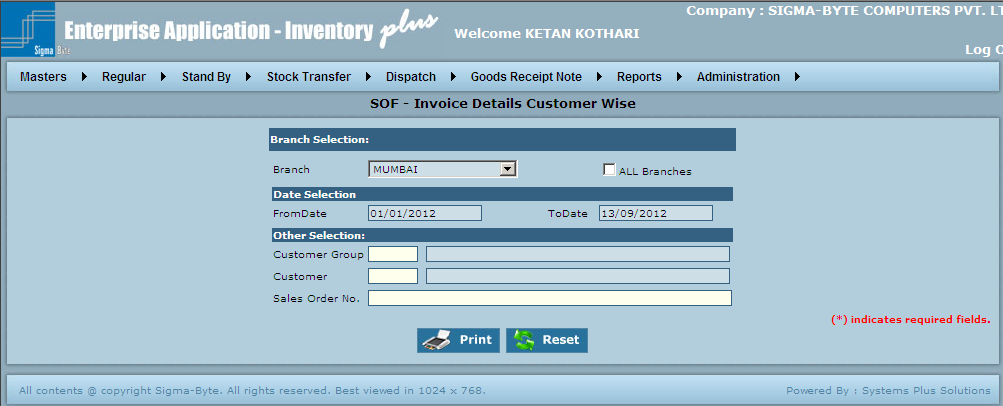 Company : SIGMA-BYTE COMPUTERS PVT. LT
Enterprise Application - Inventory plus
Welcome KETAN KOTHARI
Sigma Byte
Log O
Masters Regular Stand By Stock Transfer Dispatch Goods Receipt Note Reports Administration
SOF - Invoice Details Customer Wise
Branch Selection:
Branch MUMBAI ALL Branches
Date Selection
FromDate 01/01/2012 ToDate 13/09/2012
Other Selection:
Customer Group
Customer
Sales Order No.
(*) indicates required fields.
Print Reset
All contents @ copyright Sigma-Byte. All rights reserved. Best viewed in 1024 x 768. Powered By : Systems Plus Solutions